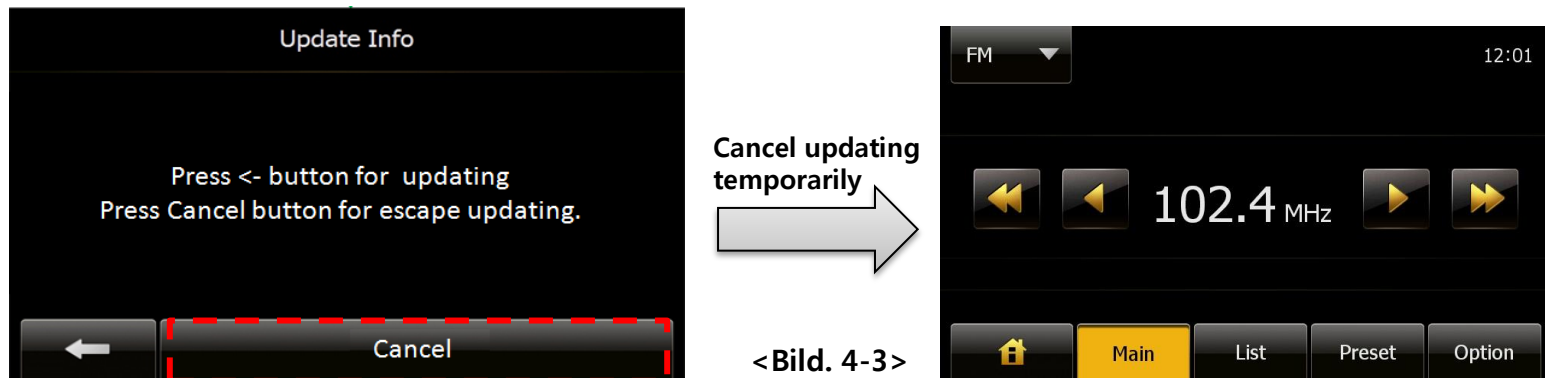 Update Info
Press <- button for  updating
Press Cancel button for escape updating.
Cancel
Cancel updating
temporarily
<Bild. 4-3>
FM
12:01
102.4 MHz
Main
List
Preset
Option